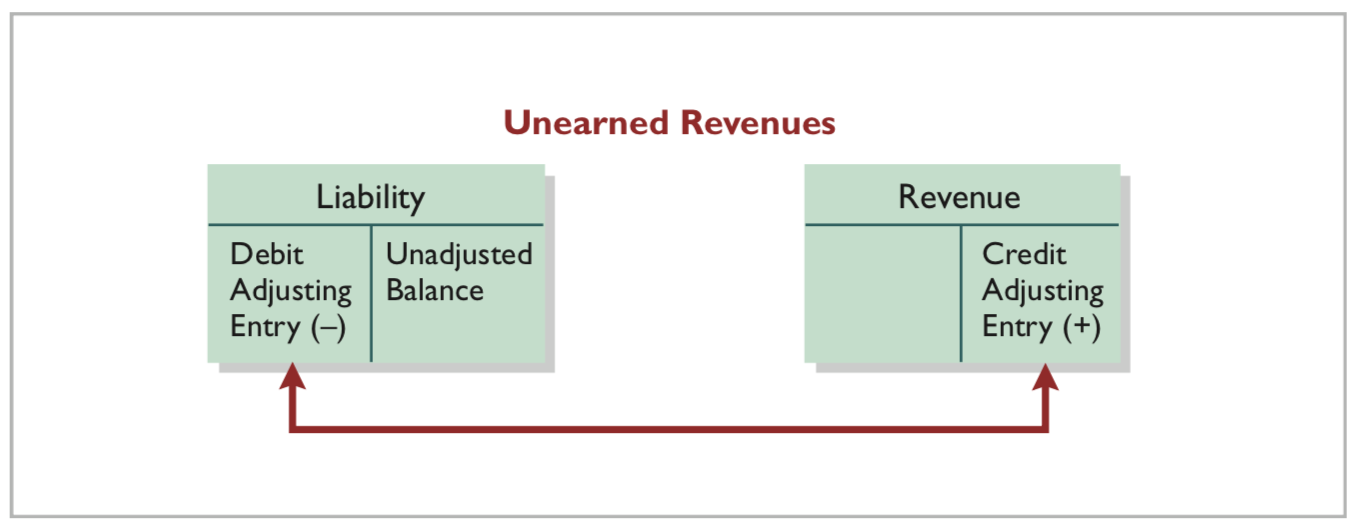 Unearned Revenues
Liability
Debit
Adjusting
Entry (–)
Unadjusted
Balance
Revenue
Credit
Adjusting
Entry (+)